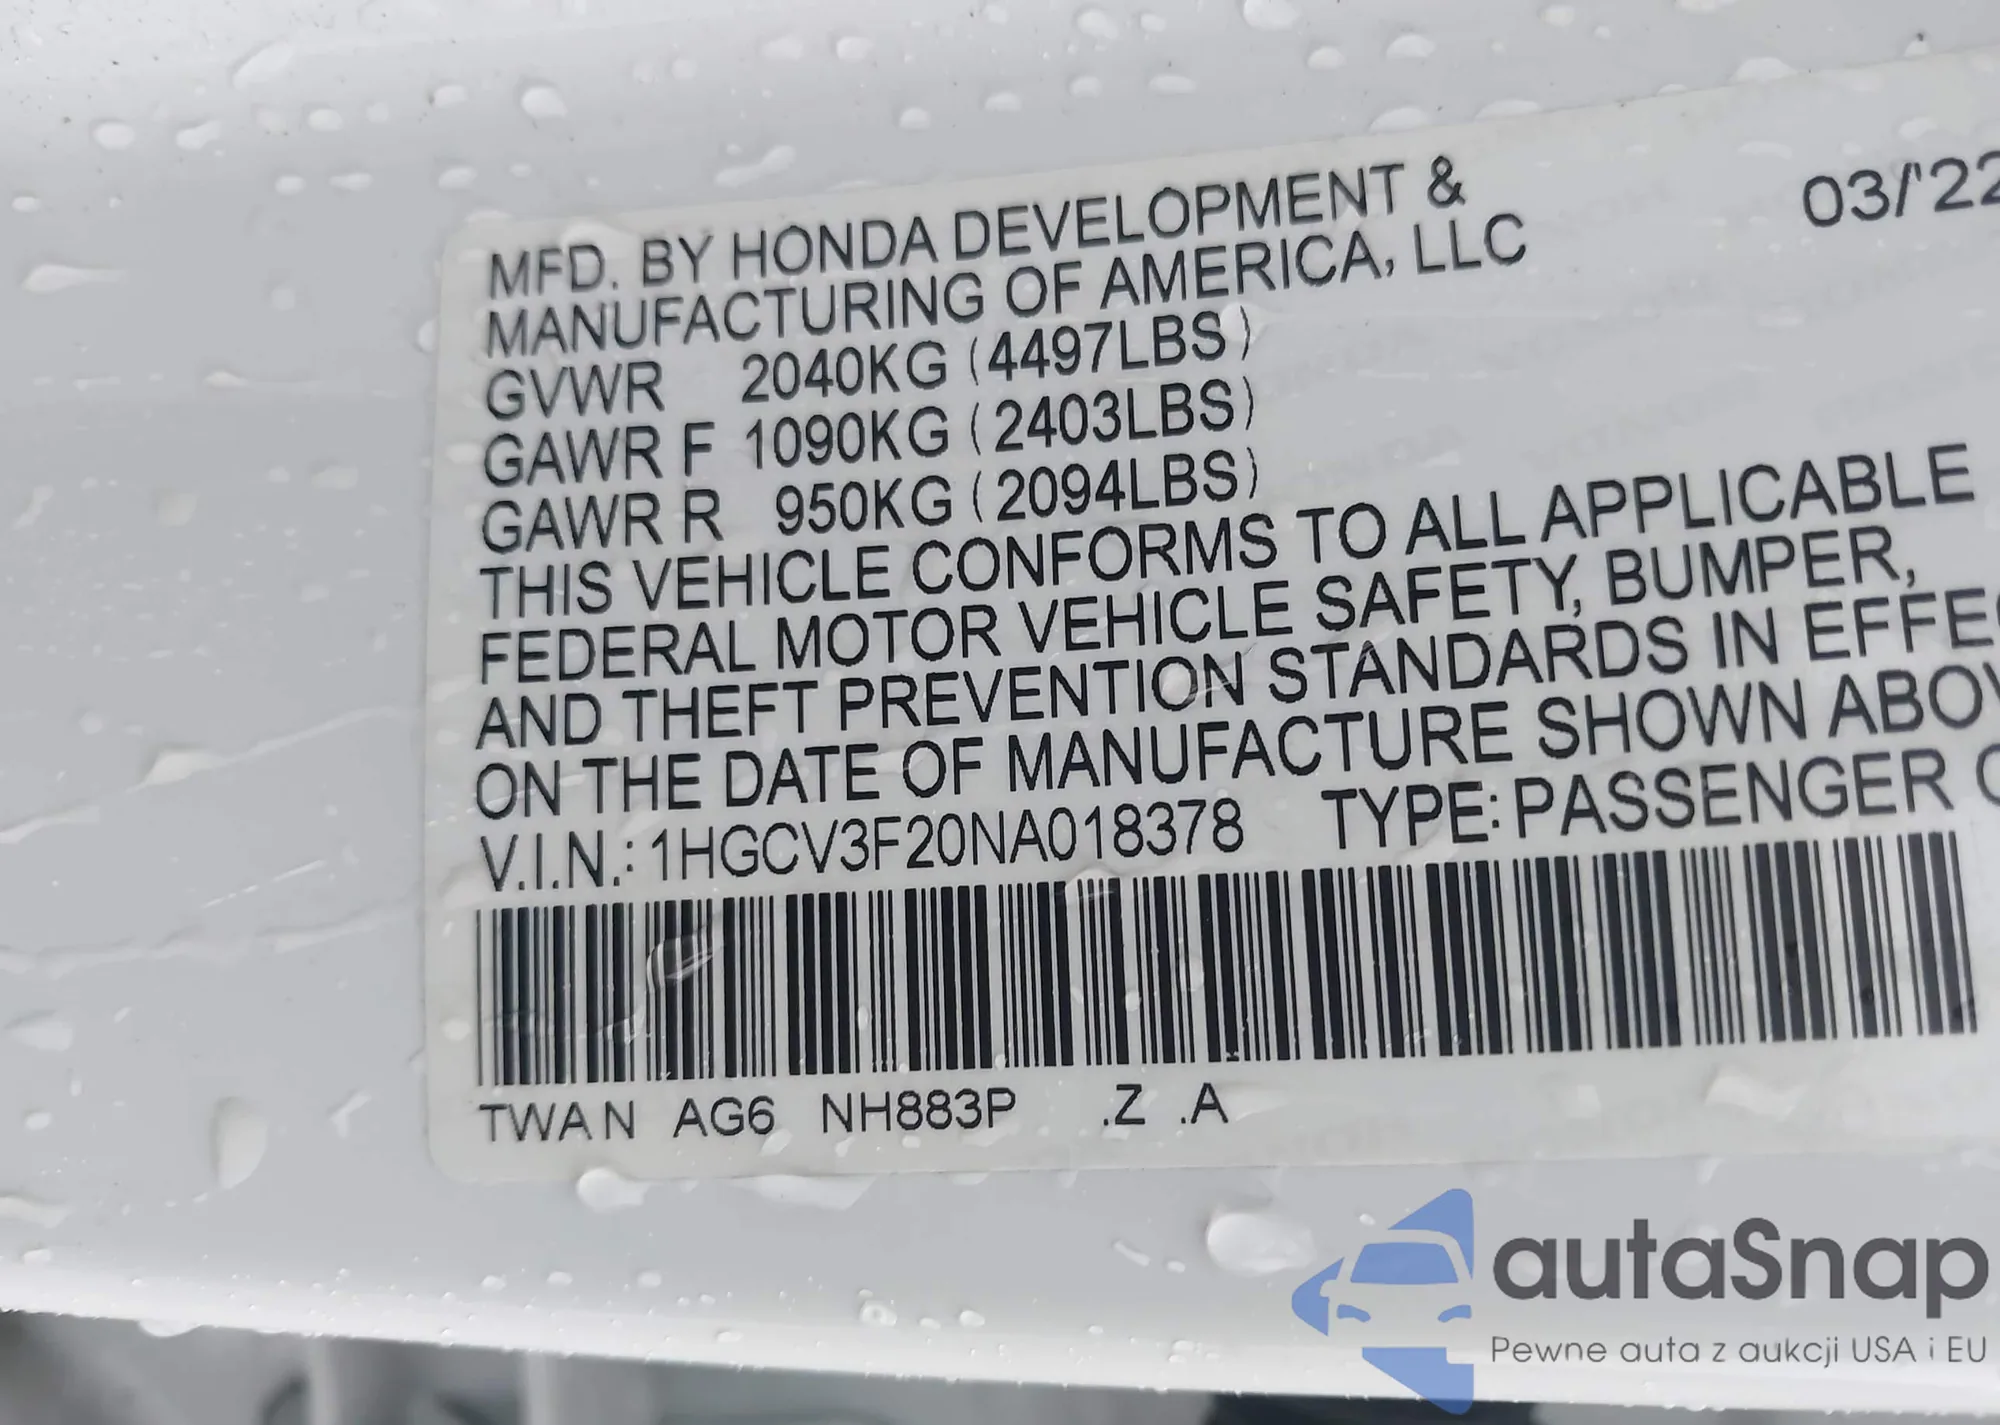 MFD. BY HONDA DEVELOPMENT &
MANUFACTURING OF AMERICA, LLC
03/'22
GVWR 2040KG (4497LBS)
GAWR F 1090KG (2403LBS)
GAWR R 950KG (2094LBS)
THIS VEHICLE CONFORMS TO ALL APPLICABLE
FEDERAL MOTOR VEHICLE SAFETY, BUMPER,
AND THEFT PREVENTION STANDARDS IN EFFEC
ON THE DATE OF MANUFACTURE SHOWN ABOV
V.I.N.: 1HGCV3F20NA018378 TYPE: PASSENGER C
TWAN AG6 NH883P .Z .A
autaSnap
Pewne auta z aukcji USA i EU